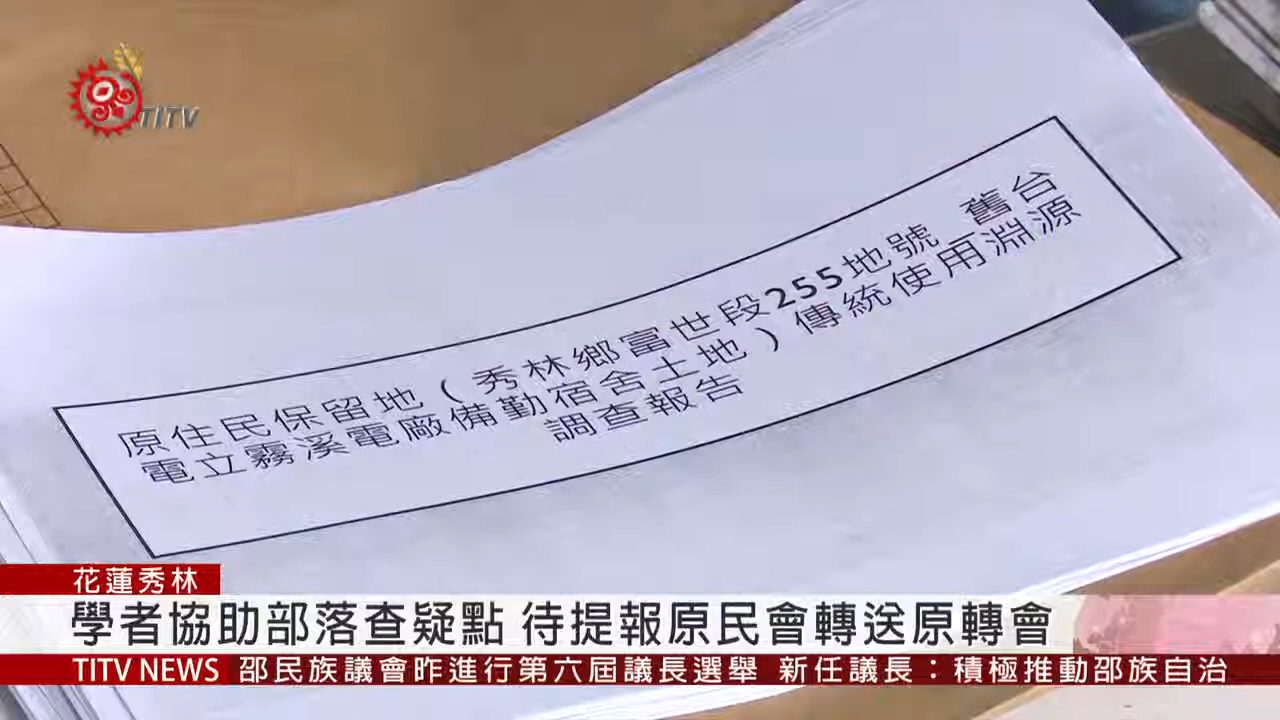 TITV
原住民保留地（秀林鄉富世段255地號 舊台
電立霧溪電廠備勤宿舍土地）傳統使用淵源
調查報告
花蓮秀林
學者協助部落查疑點 待提報原民會轉送原轉會
TITV NEWS 邵民族議會昨進行第六屆議長選舉 新任議長：積極推動邵族自治